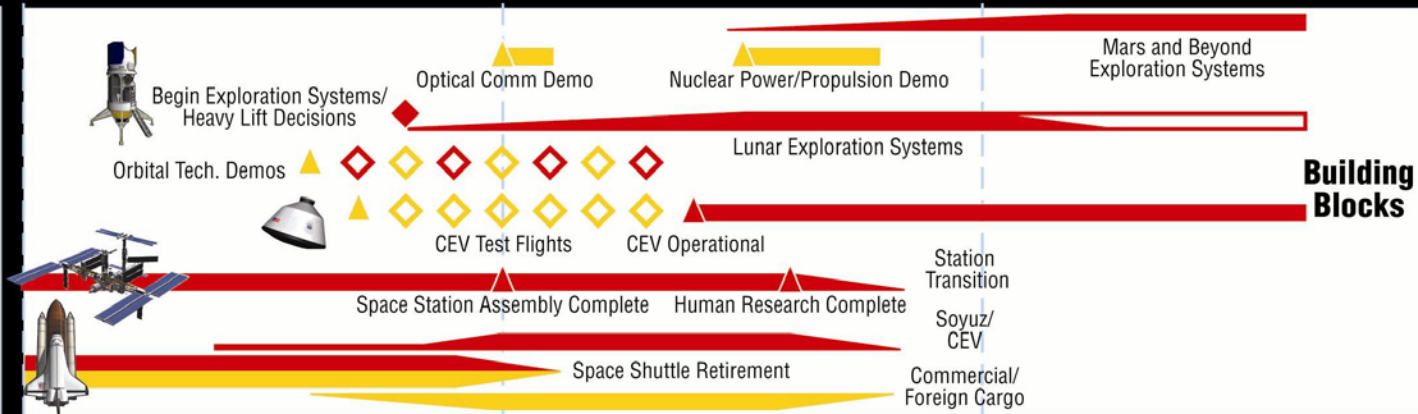 Mars and Beyond
Exploration Systems
Optical Comm Demo
Nuclear Power/Propulsion Demo
Begin Exploration Systems/
Heavy Lift Decisions
Lunar Exploration Systems
Orbital Tech. Demos
Building
Blocks
CEV Test Flights
CEV Operational
Station
Transition
Space Station Assembly Complete
Human Research Complete
Soyuz/
CEV
Space Shuttle Retirement
Commercial/
Foreign Cargo